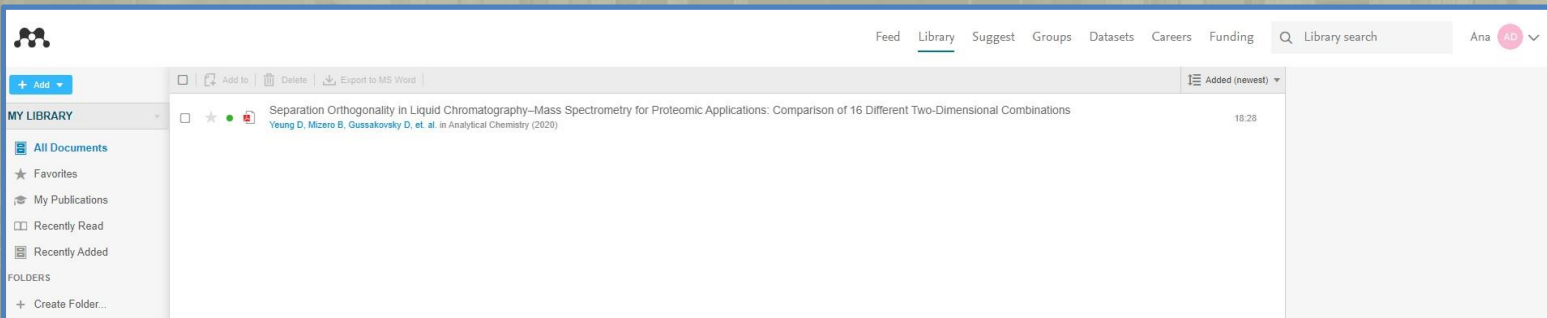 Feed Library Suggest Groups Datasets Careers Funding Library search Ana AD
+ Add
Add to Delete Export to MS Word Added (newest)
MY LIBRARY
Separation Orthogonality in Liquid Chromatography–Mass Spectrometry for Proteomic Applications: Comparison of 16 Different Two-Dimensional Combinations
Yeung D, Mizero B, Gussakovsky D, et. al. in Analytical Chemistry (2020)
18:28
All Documents
Favorites
My Publications
Recently Read
Recently Added
FOLDERS
+ Create Folder...